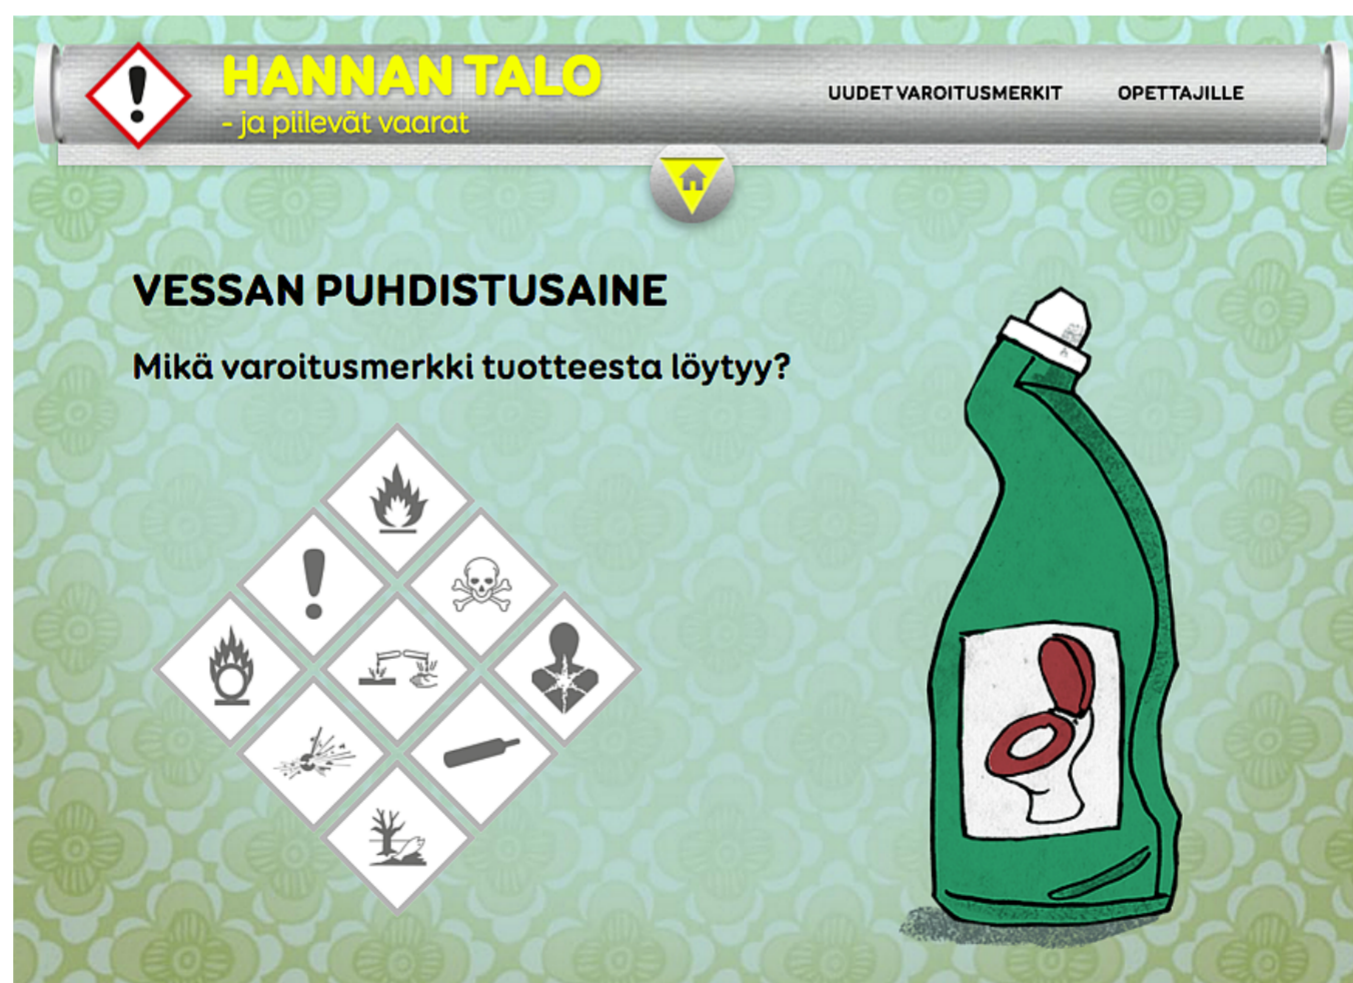 HANNAN TALO
- ja piilevät vaarat
UUDET VAROITUSMERKIT
OPETTAJILLE
VESSAN PUHDISTUSAINE
Mikä varoitusmerkki tuotteesta löytyy?